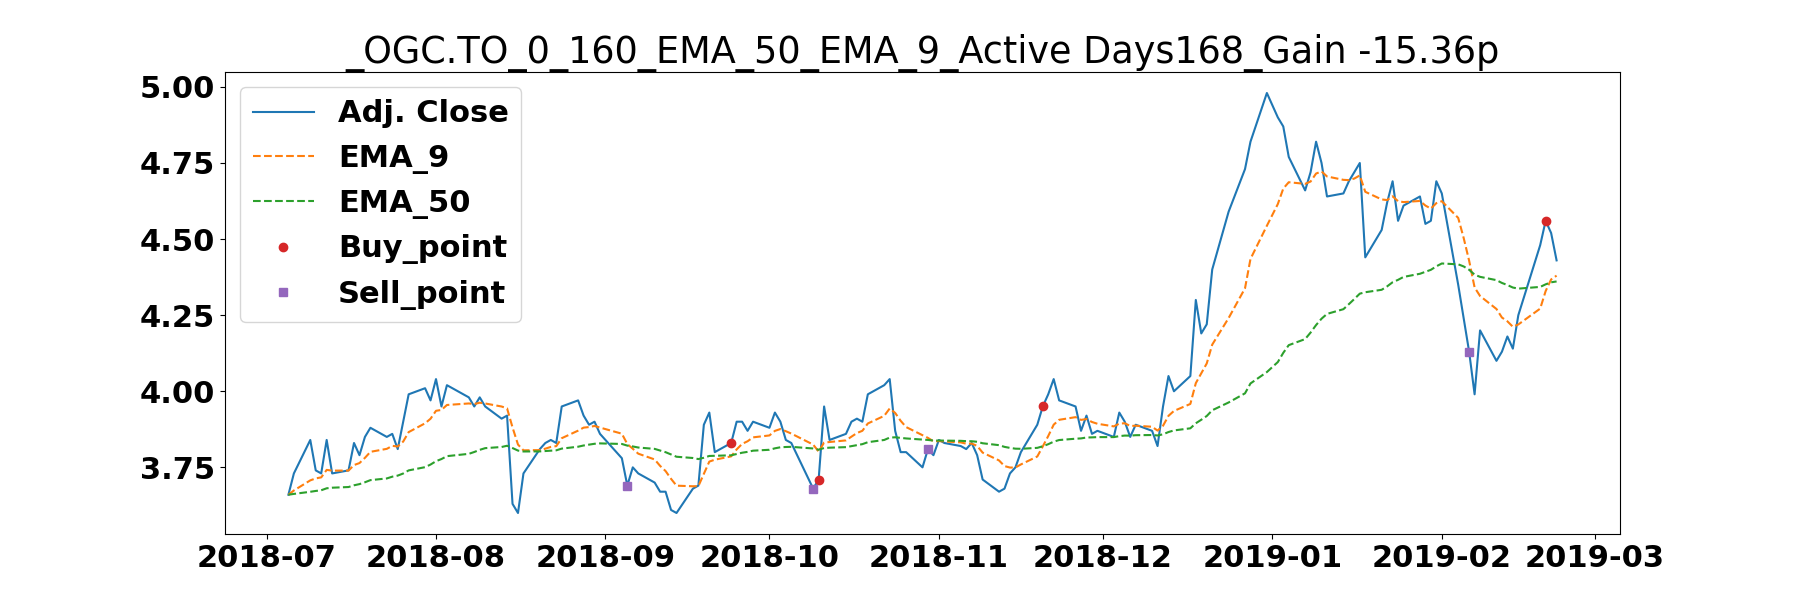 _OGC.TO_0_160_EMA_50_EMA_9_Active Days168_Gain -15.36p
5.00
4.75
4.50
4.25
4.00
3.75
Adj. Close
EMA_9
EMA_50
Buy_point
Sell_point
2018-07 2018-08 2018-09 2018-10 2018-11 2018-12 2019-01 2019-02 2019-03